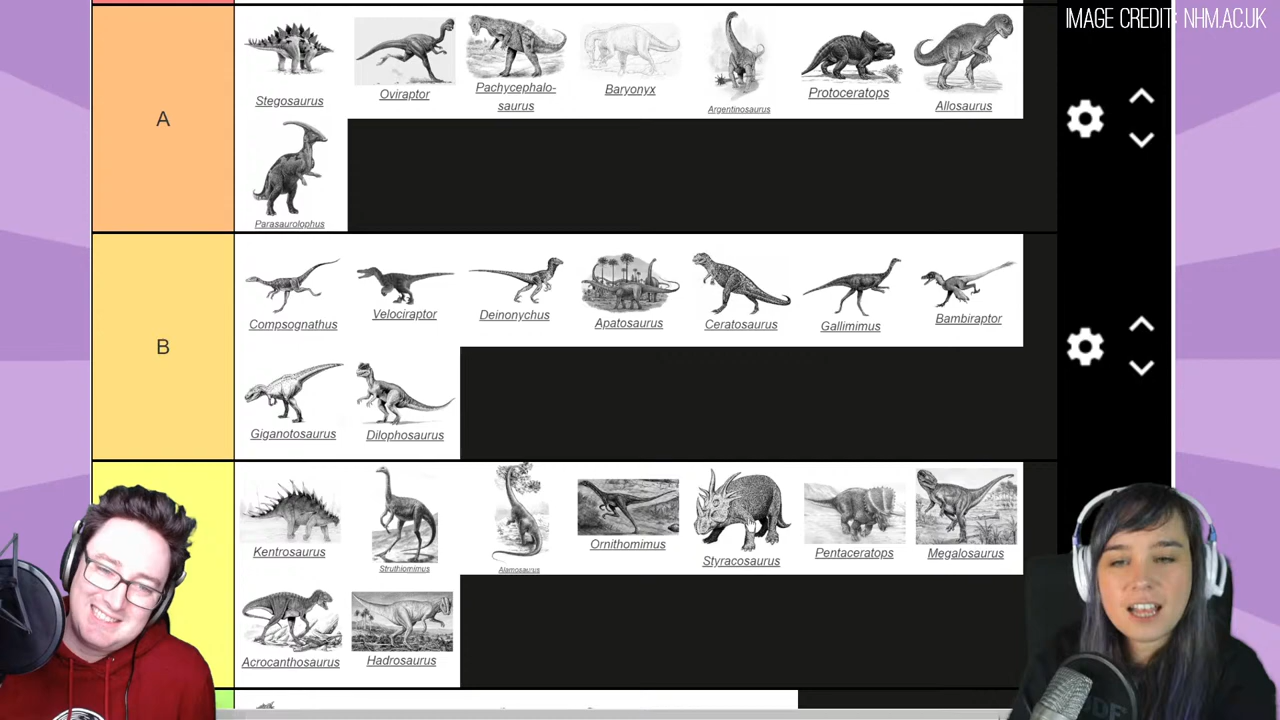 IMAGE CREDIT: NHM.AC.UK
A
Stegosaurus
Oviraptor
Pachycephalo-
saurus
Baryonyx
Argentinosaurus
Protoceratops
Allosaurus
Parasaurolophus
B
Compsognathus
Velociraptor
Deinonychus
Apatosaurus
Ceratosaurus
Gallimimus
Bambiraptor
Giganotosaurus
Dilophosaurus
Kentrosaurus
Struthiomimus
Alamosaurus
Ornithomimus
Styracosaurus
Pentaceratops
Megalosaurus
Acrocanthosaurus
Hadrosaurus